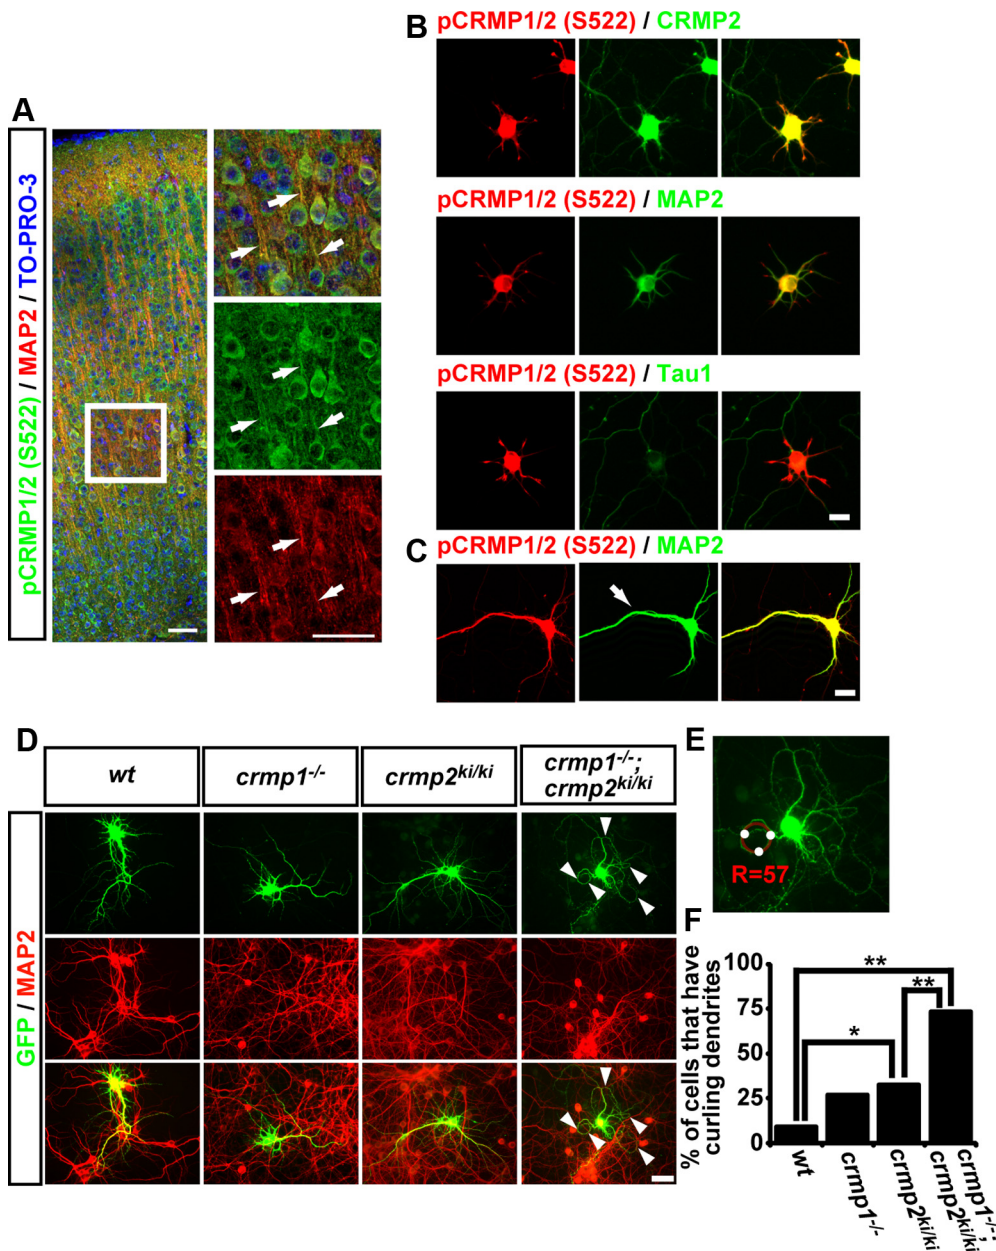 A
pCRMP1/2 (S522) / MAP2 / TO-PRO-3
B
pCRMP1/2 (S522) / CRMP2
pCRMP1/2 (S522) / MAP2
pCRMP1/2 (S522) / Tau1
C
pCRMP1/2 (S522) / MAP2
D
wt
crmp1-/-
crmp2ki/ki
crmp1-/-;
crmp2ki/ki
GFP / MAP2
E
R=57
F
% of cells that have
curling dendrites
100
75
50
25
0
**
**
*
wt
crmp1-/-
crmp2ki/ki
crmp1-/-;
crmp2ki/ki